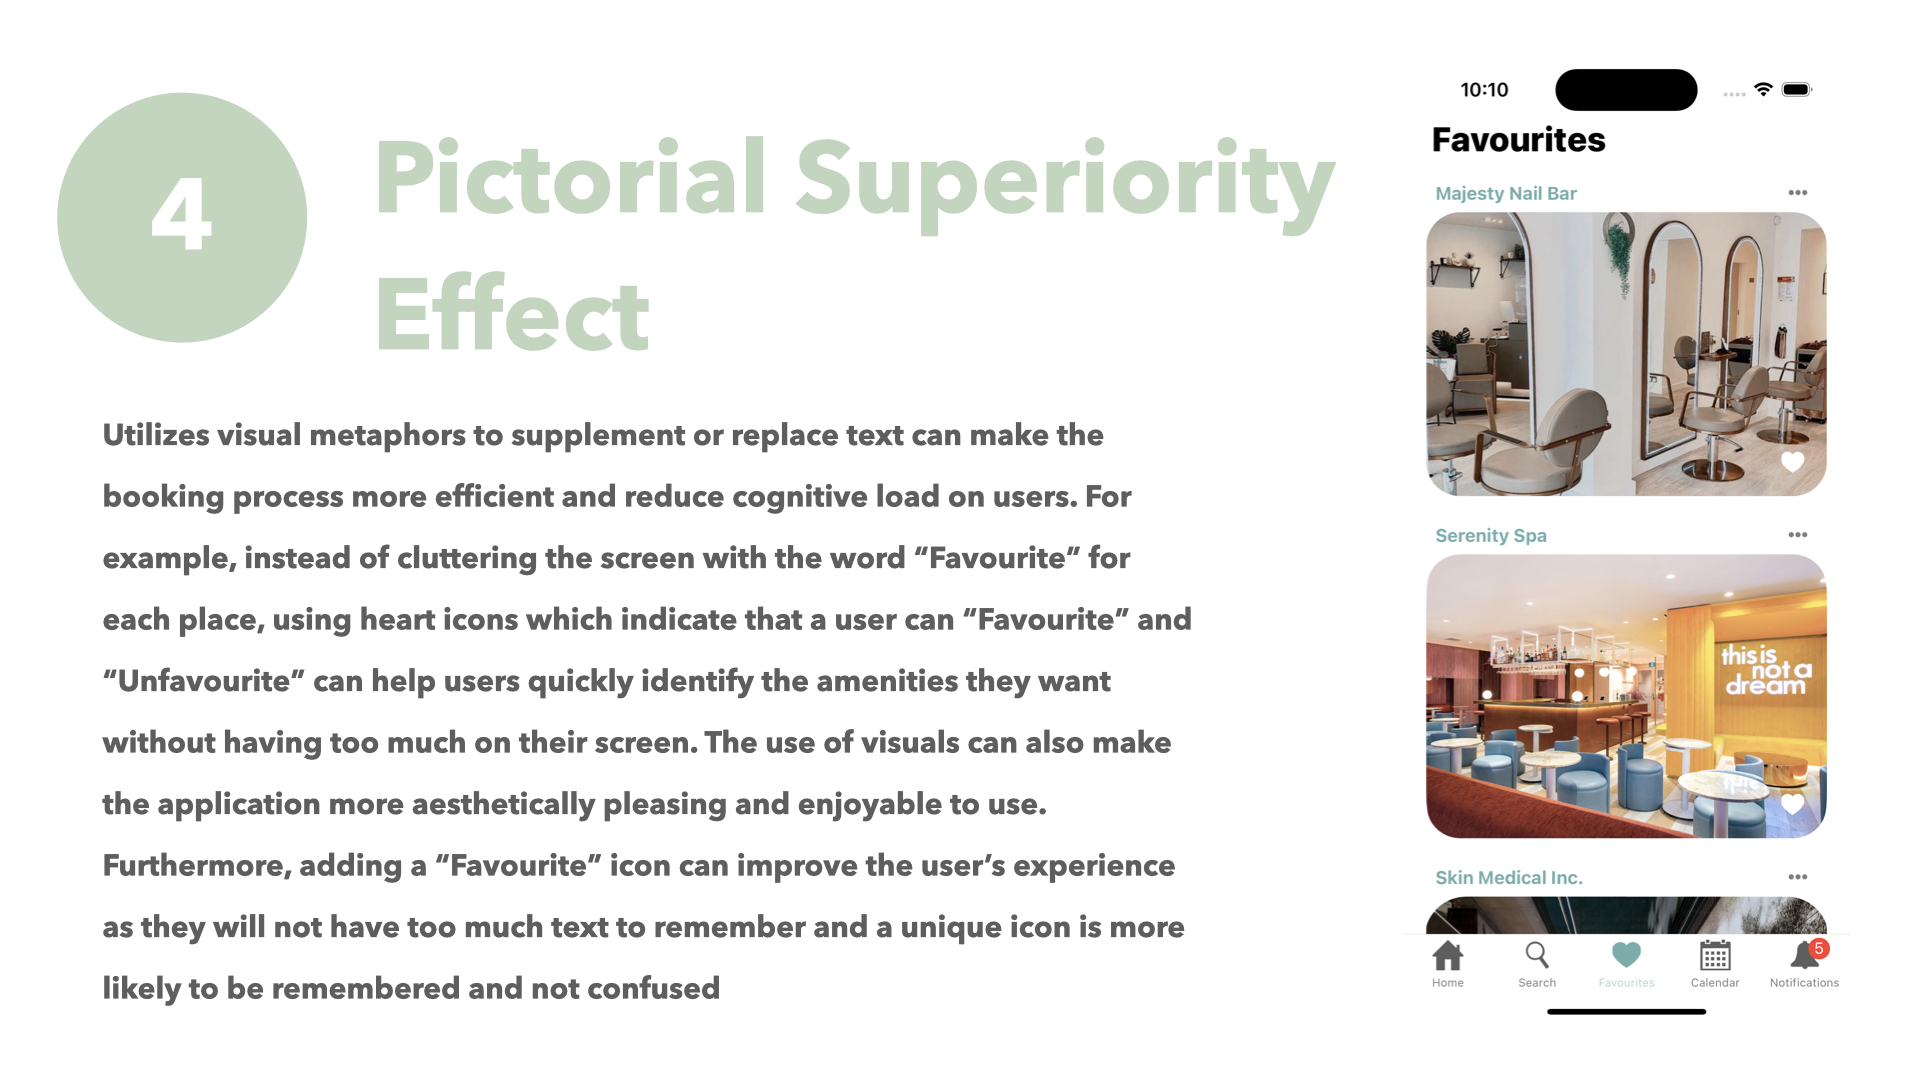 4
Pictorial Superiority
Effect
Utilizes visual metaphors to supplement or replace text can make the
booking process more efficient and reduce cognitive load on users. For
example, instead of cluttering the screen with the word “Favourite” for
each place, using heart icons which indicate that a user can “Favourite” and
“Unfavourite” can help users quickly identify the amenities they want
without having too much on their screen. The use of visuals can also make
the application more aesthetically pleasing and enjoyable to use.
Furthermore, adding a “Favourite” icon can improve the user’s experience
as they will not have too much text to remember and a unique icon is more
likely to be remembered and not confused
10:10
Favourites
Majesty Nail Bar
Serenity Spa
this is
not a
dream
Skin Medical Inc.
5
Home
Search
Favourites
Calendar
Notifications